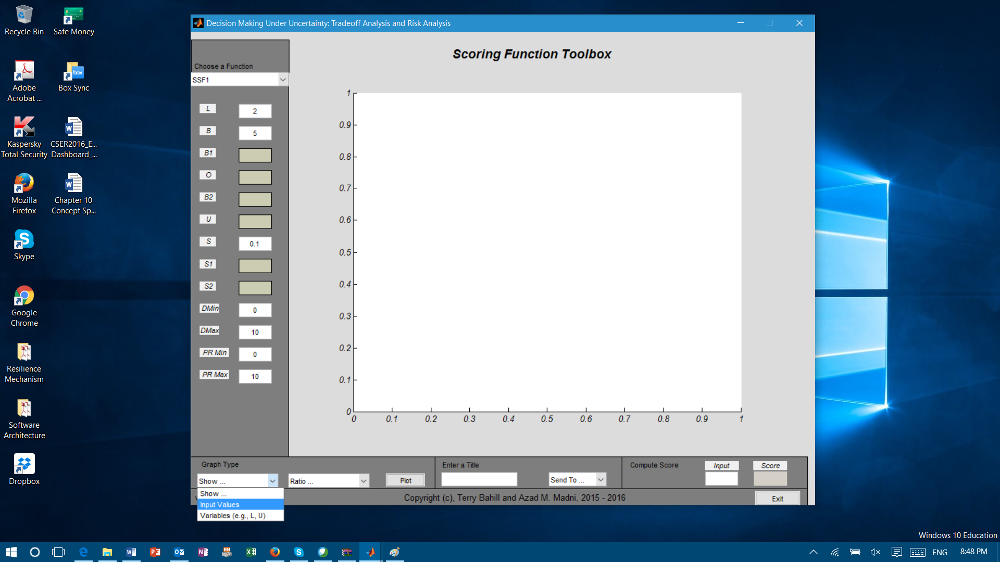 Recycle Bin
Safe Money
Adobe
Acrobat ...
Box Sync
Kaspersky
Total Security
CSER2016_E...
Dashboard_...
Mozilla
Firefox
Chapter 10
Concept Sp...
Skype
Google
Chrome
Resilience
Mechanism
Software
Architecture
Dropbox
Decision Making Under Uncertainty: Tradeoff Analysis and Risk Analysis
Scoring Function Toolbox
Choose a Function
SSF1
L 2
B 5
B1
O
B2
U
S 0.1
S1
S2
DMin 0
DMax 10
PR Min 0
PR Max 10
1
0.9
0.8
0.7
0.6
0.5
0.4
0.3
0.2
0.1
0
0 0.1 0.2 0.3 0.4 0.5 0.6 0.7 0.8 0.9 1
Graph Type
Show ...
Ratio ...
Plot
Show ...
Input Values
Variables (e.g., L, U)
Enter a Title
Send To ...
Compute Score
Input
Score
Copyright (c), Terry Bahill and Azad M. Madni, 2015 - 2016
Exit
Windows 10 Education
ENG
8:48 PM